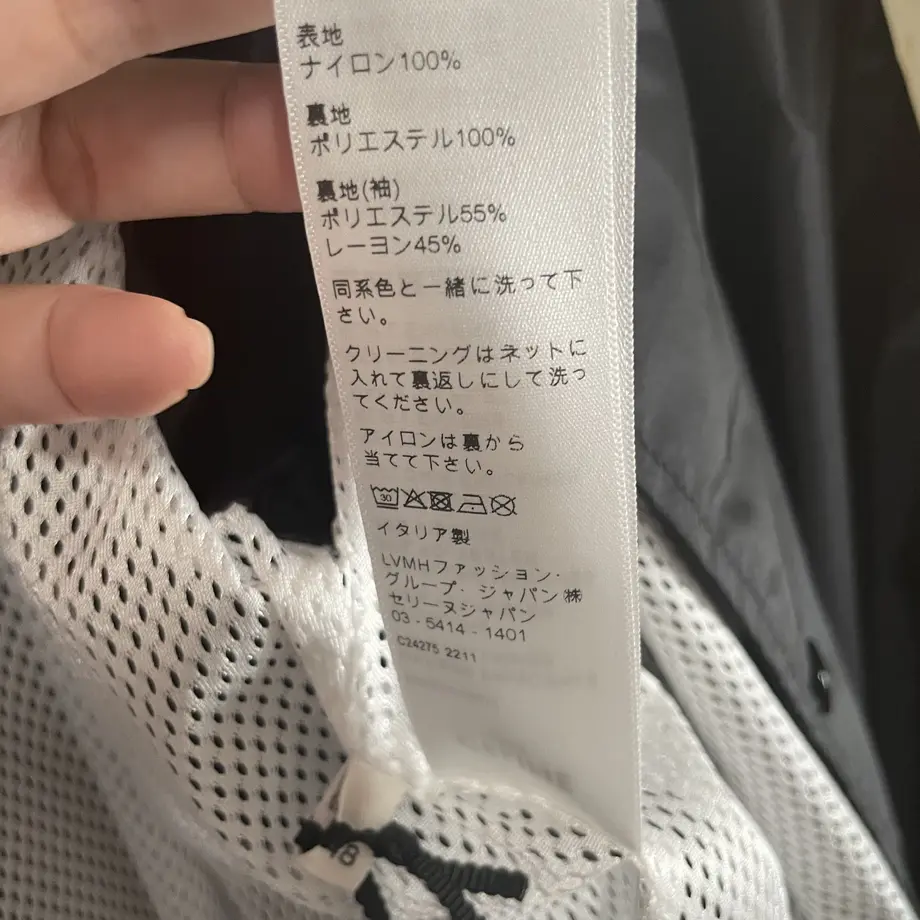 表地
ナイロン100%
裏地
ポリエステル100%
裏地(袖)
ポリエステル55%
レーヨン45%
同系色と一緒に洗って下
さい。
クリーニングはネットに
入れて裏返しにして洗っ
てください。
アイロンは裏から
当てて下さい。
30
イタリア製
LVMHファッション・
グループ・ジャパン㈱
セリーヌジャパン
03-5414-1401
C24275 2211